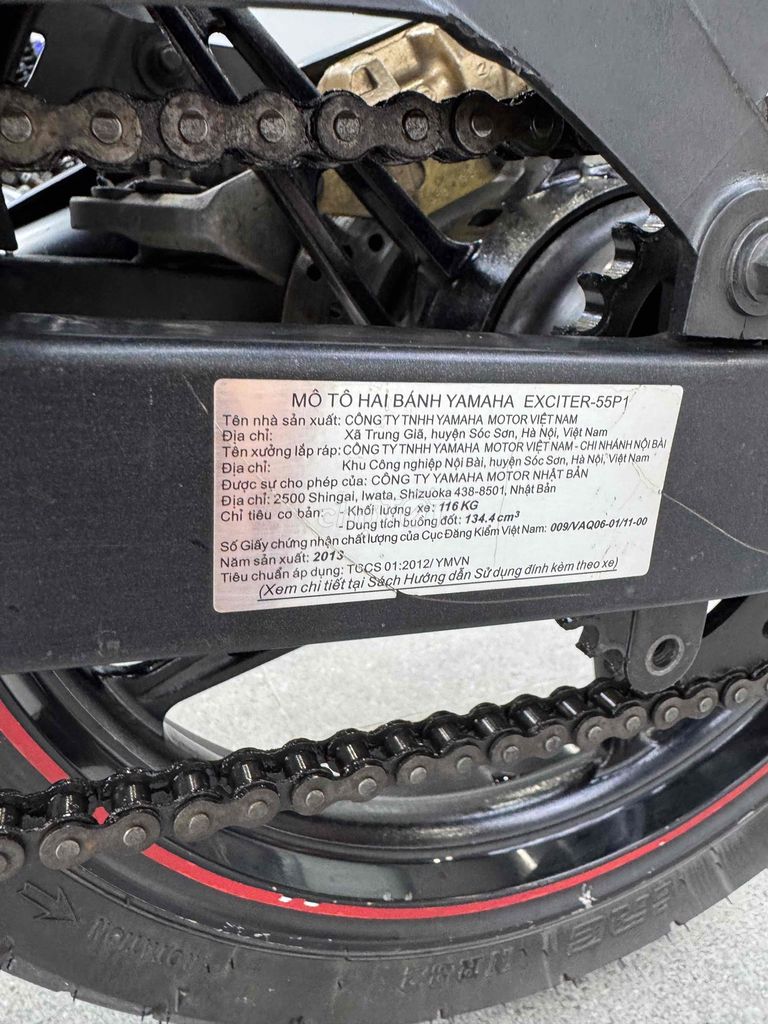 MÔ TÔ HAI BÁNH YAMAHA EXCITER-55P1
Tên nhà sản xuất: CÔNG TY TNHH YAMAHA MOTOR VIỆT NAM
Địa chỉ: Xã Trung Giã, huyện Sóc Sơn, Hà Nội, Việt Nam
Tên xưởng lắp ráp: CÔNG TY TNHH YAMAHA MOTOR VIỆT NAM - CHI NHÁNH NỘI BÀI
Địa chỉ: Khu Công nghiệp Nội Bài, huyện Sóc Sơn, Hà Nội, Việt Nam
Được sự cho phép của: CÔNG TY YAMAHA MOTOR NHẬT BẢN
Địa chỉ: 2500 Shingai, Iwata, Shizuoka 438-8501, Nhật Bản
Chỉ tiêu cơ bản: - Khối lượng xe: 116 KG
- Dung tích buồng đốt: 134.4 cm³
Số Giấy chứng nhận chất lượng của Cục Đăng Kiểm Việt Nam: 009/VAQ06-01/11-00
Năm sản xuất: 2013
Tiêu chuẩn áp dụng: TCCS 01:2012/ YMVN
(Xem chi tiết tại Sách Hướng dẫn Sử dụng đính kèm theo xe)
ROTATION